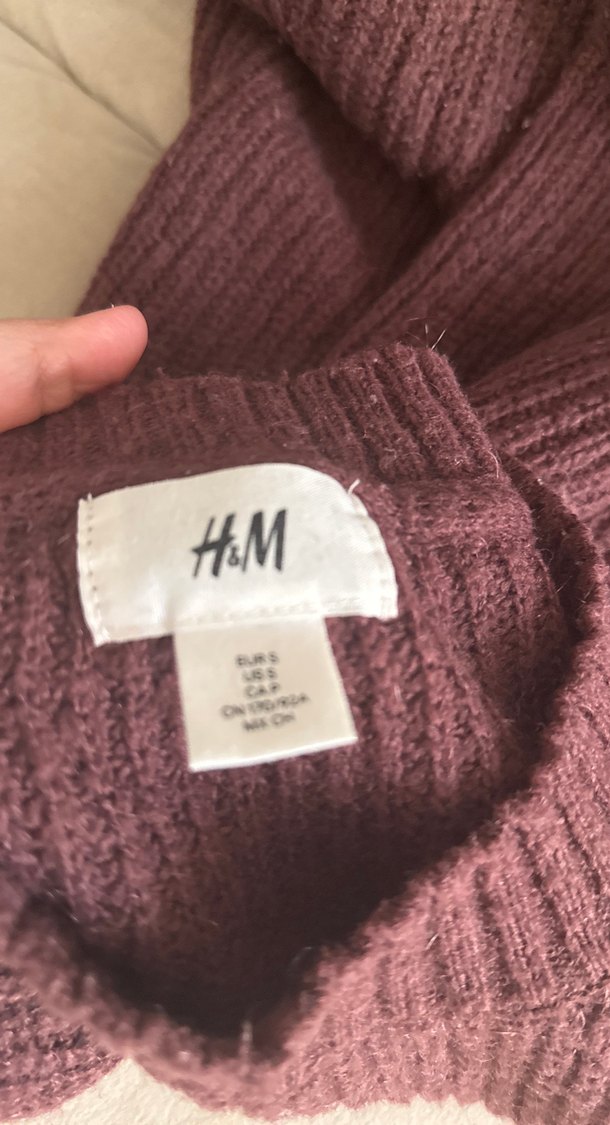 H&M
EUR S
US S
CA P
CN 170/92A
MX CH